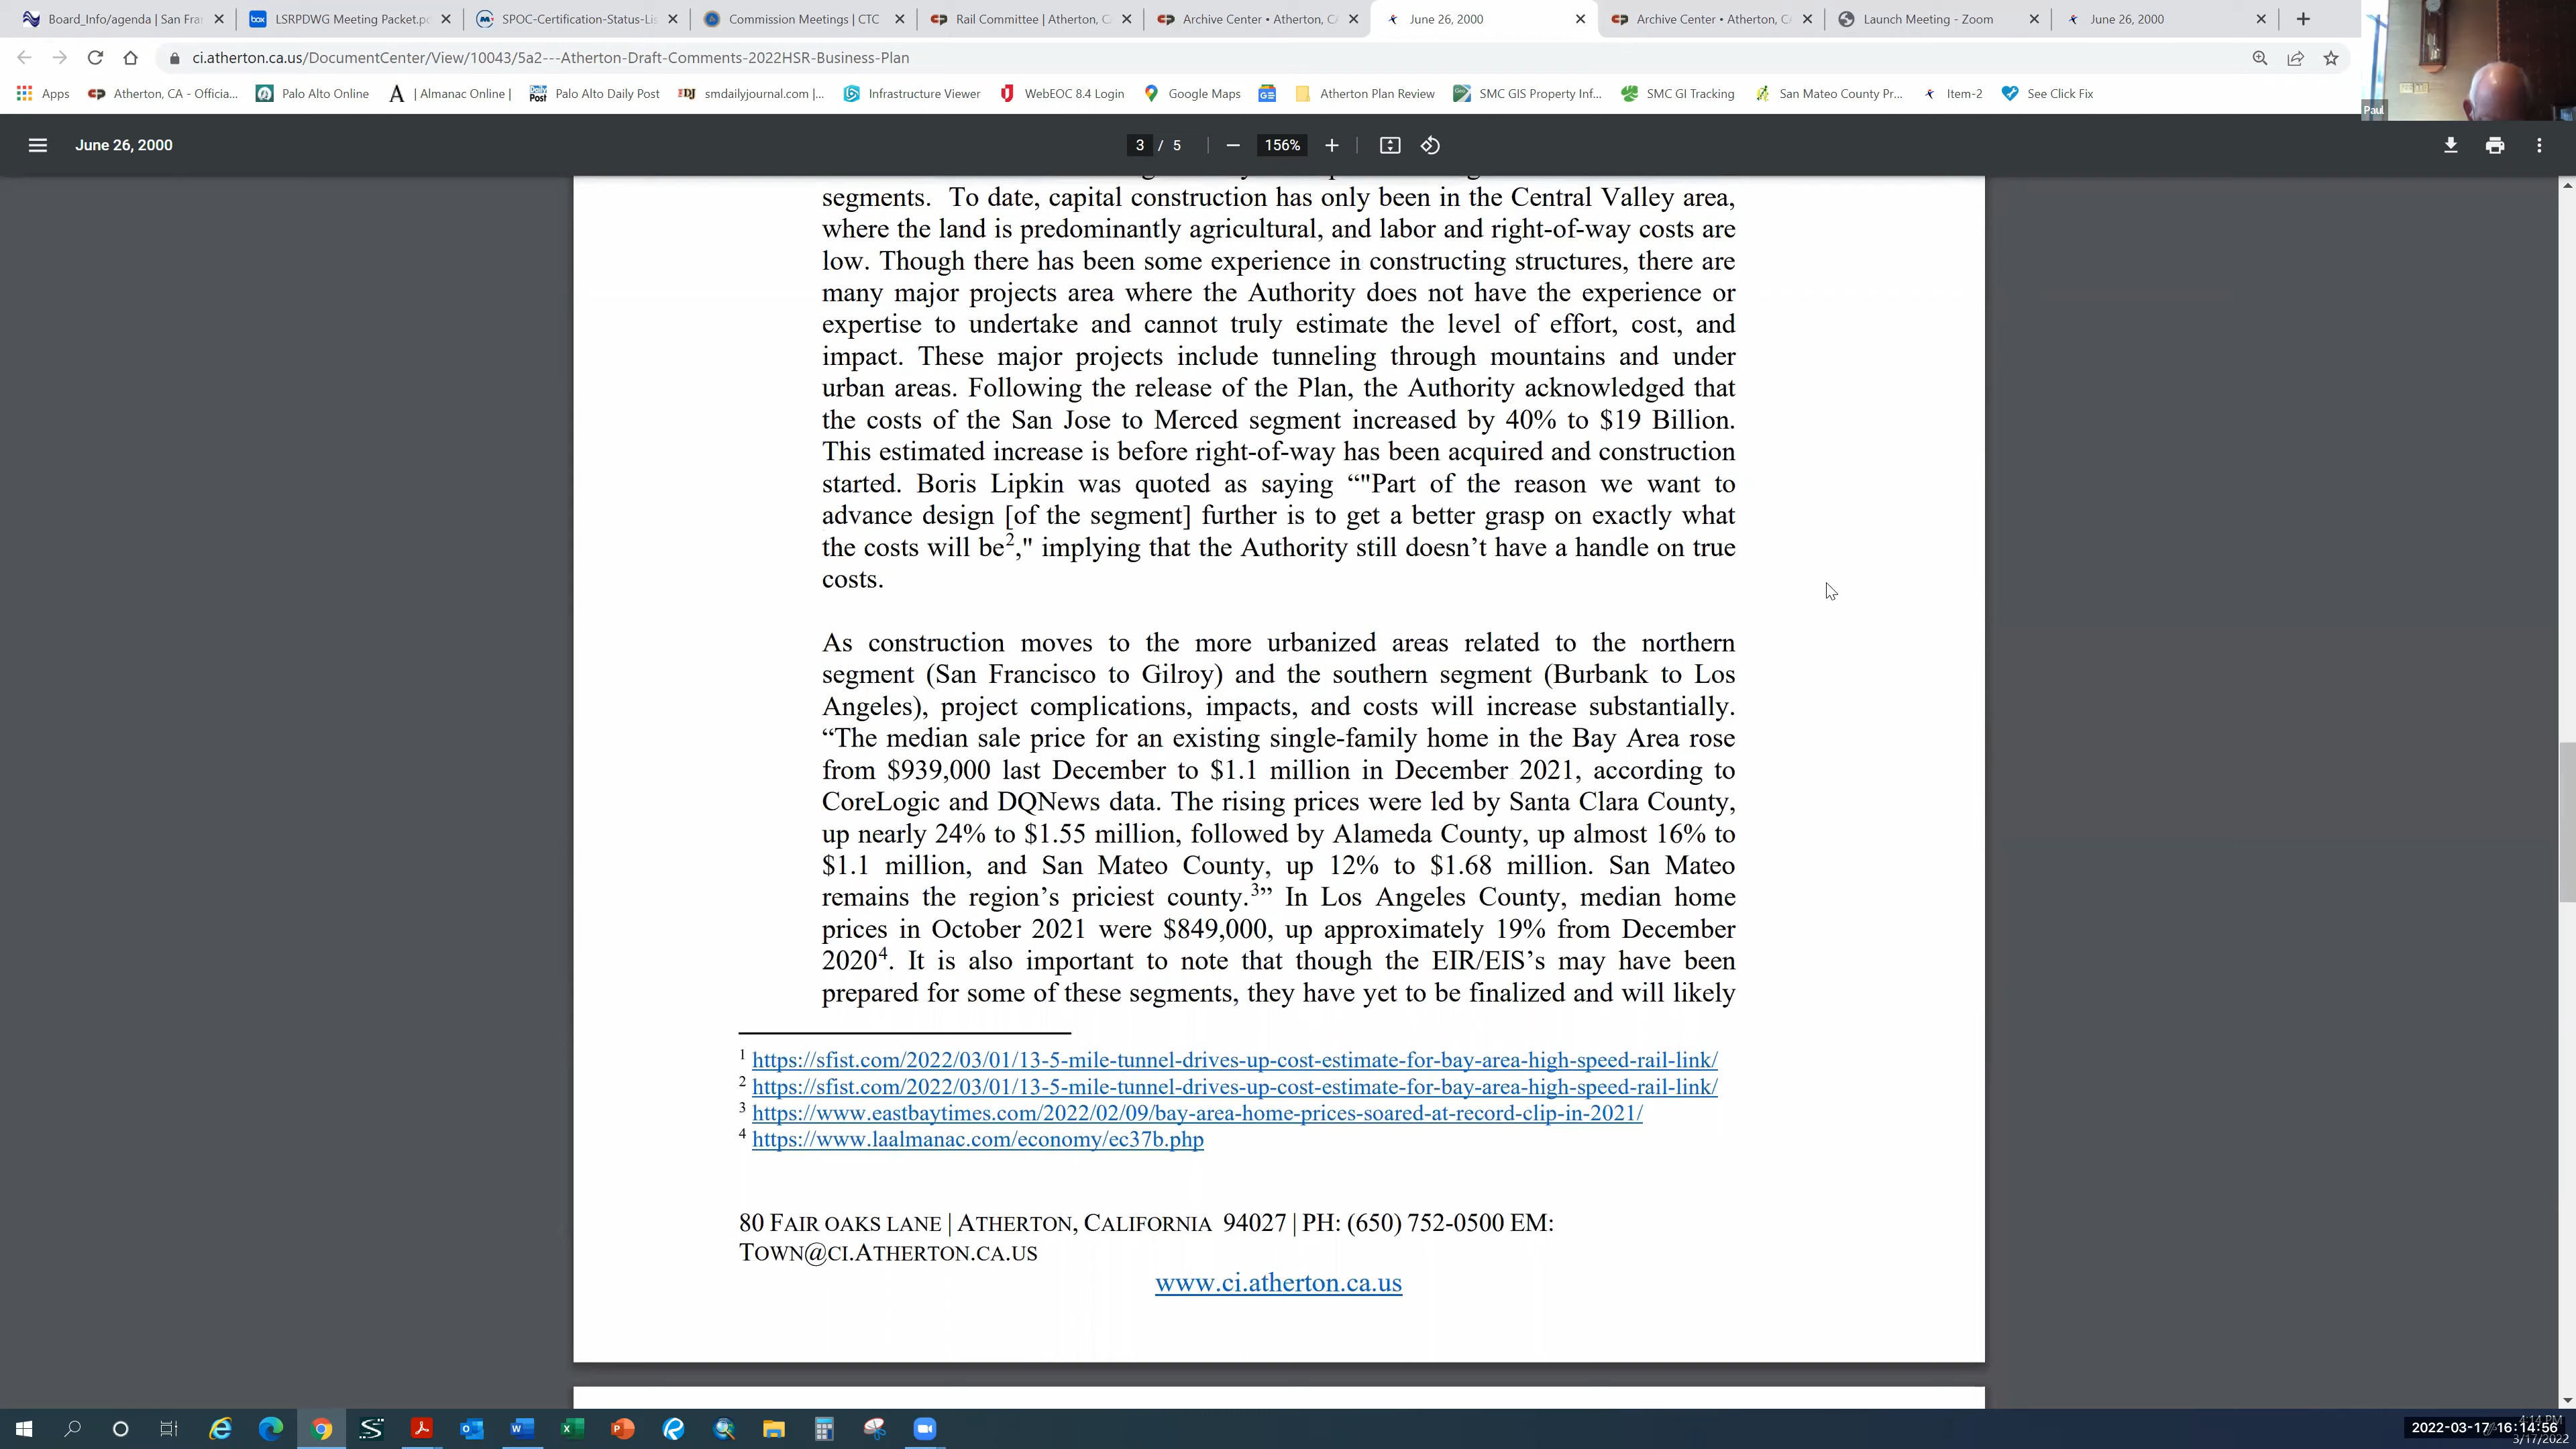 Board_Info/agenda | San Fra
LSRPDWG Meeting Packet.pd
SPOC-Certification-Status-Lis
Commission Meetings | CTC
Rail Committee | Atherton, C
Archive Center • Atherton, CA
June 26, 2000
Archive Center • Atherton, CA
Launch Meeting - Zoom
June 26, 2000
ci.atherton.ca.us/DocumentCenter/View/10043/5a2---Atherton-Draft-Comments-2022HSR-Business-Plan
Apps
Atherton, CA - Officia...
Palo Alto Online
| Almanac Online |
Palo Alto Daily Post
smdailyjournal.com |...
Infrastructure Viewer
WebEOC 8.4 Login
Google Maps
Atherton Plan Review
SMC GIS Property Inf...
SMC GI Tracking
San Mateo County Pr...
Item-2
See Click Fix
Paul
June 26, 2000
3 / 5
156%
segments. To date, capital construction has only been in the Central Valley area,
where the land is predominantly agricultural, and labor and right-of-way costs are
low. Though there has been some experience in constructing structures, there are
many major projects area where the Authority does not have the experience or
expertise to undertake and cannot truly estimate the level of effort, cost, and
impact. These major projects include tunneling through mountains and under
urban areas. Following the release of the Plan, the Authority acknowledged that
the costs of the San Jose to Merced segment increased by 40% to $19 Billion.
This estimated increase is before right-of-way has been acquired and construction
started. Boris Lipkin was quoted as saying “"Part of the reason we want to
advance design [of the segment] further is to get a better grasp on exactly what
the costs will be2," implying that the Authority still doesn’t have a handle on true
costs.
As construction moves to the more urbanized areas related to the northern
segment (San Francisco to Gilroy) and the southern segment (Burbank to Los
Angeles), project complications, impacts, and costs will increase substantially.
“The median sale price for an existing single-family home in the Bay Area rose
from $939,000 last December to $1.1 million in December 2021, according to
CoreLogic and DQNews data. The rising prices were led by Santa Clara County,
up nearly 24% to $1.55 million, followed by Alameda County, up almost 16% to
$1.1 million, and San Mateo County, up 12% to $1.68 million. San Mateo
remains the region’s priciest county.3” In Los Angeles County, median home
prices in October 2021 were $849,000, up approximately 19% from December
20204. It is also important to note that though the EIR/EIS’s may have been
prepared for some of these segments, they have yet to be finalized and will likely
1 https://sfist.com/2022/03/01/13-5-mile-tunnel-drives-up-cost-estimate-for-bay-area-high-speed-rail-link/
2 https://sfist.com/2022/03/01/13-5-mile-tunnel-drives-up-cost-estimate-for-bay-area-high-speed-rail-link/
3 https://www.eastbaytimes.com/2022/02/09/bay-area-home-prices-soared-at-record-clip-in-2021/
4 https://www.laalmanac.com/economy/ec37b.php
80 FAIR OAKS LANE | ATHERTON, CALIFORNIA 94027 | PH: (650) 752-0500 EM:
TOWN@CI.ATHERTON.CA.US
www.ci.atherton.ca.us
4:14 PM
2022-03-17 16:14:56
3/17/2022